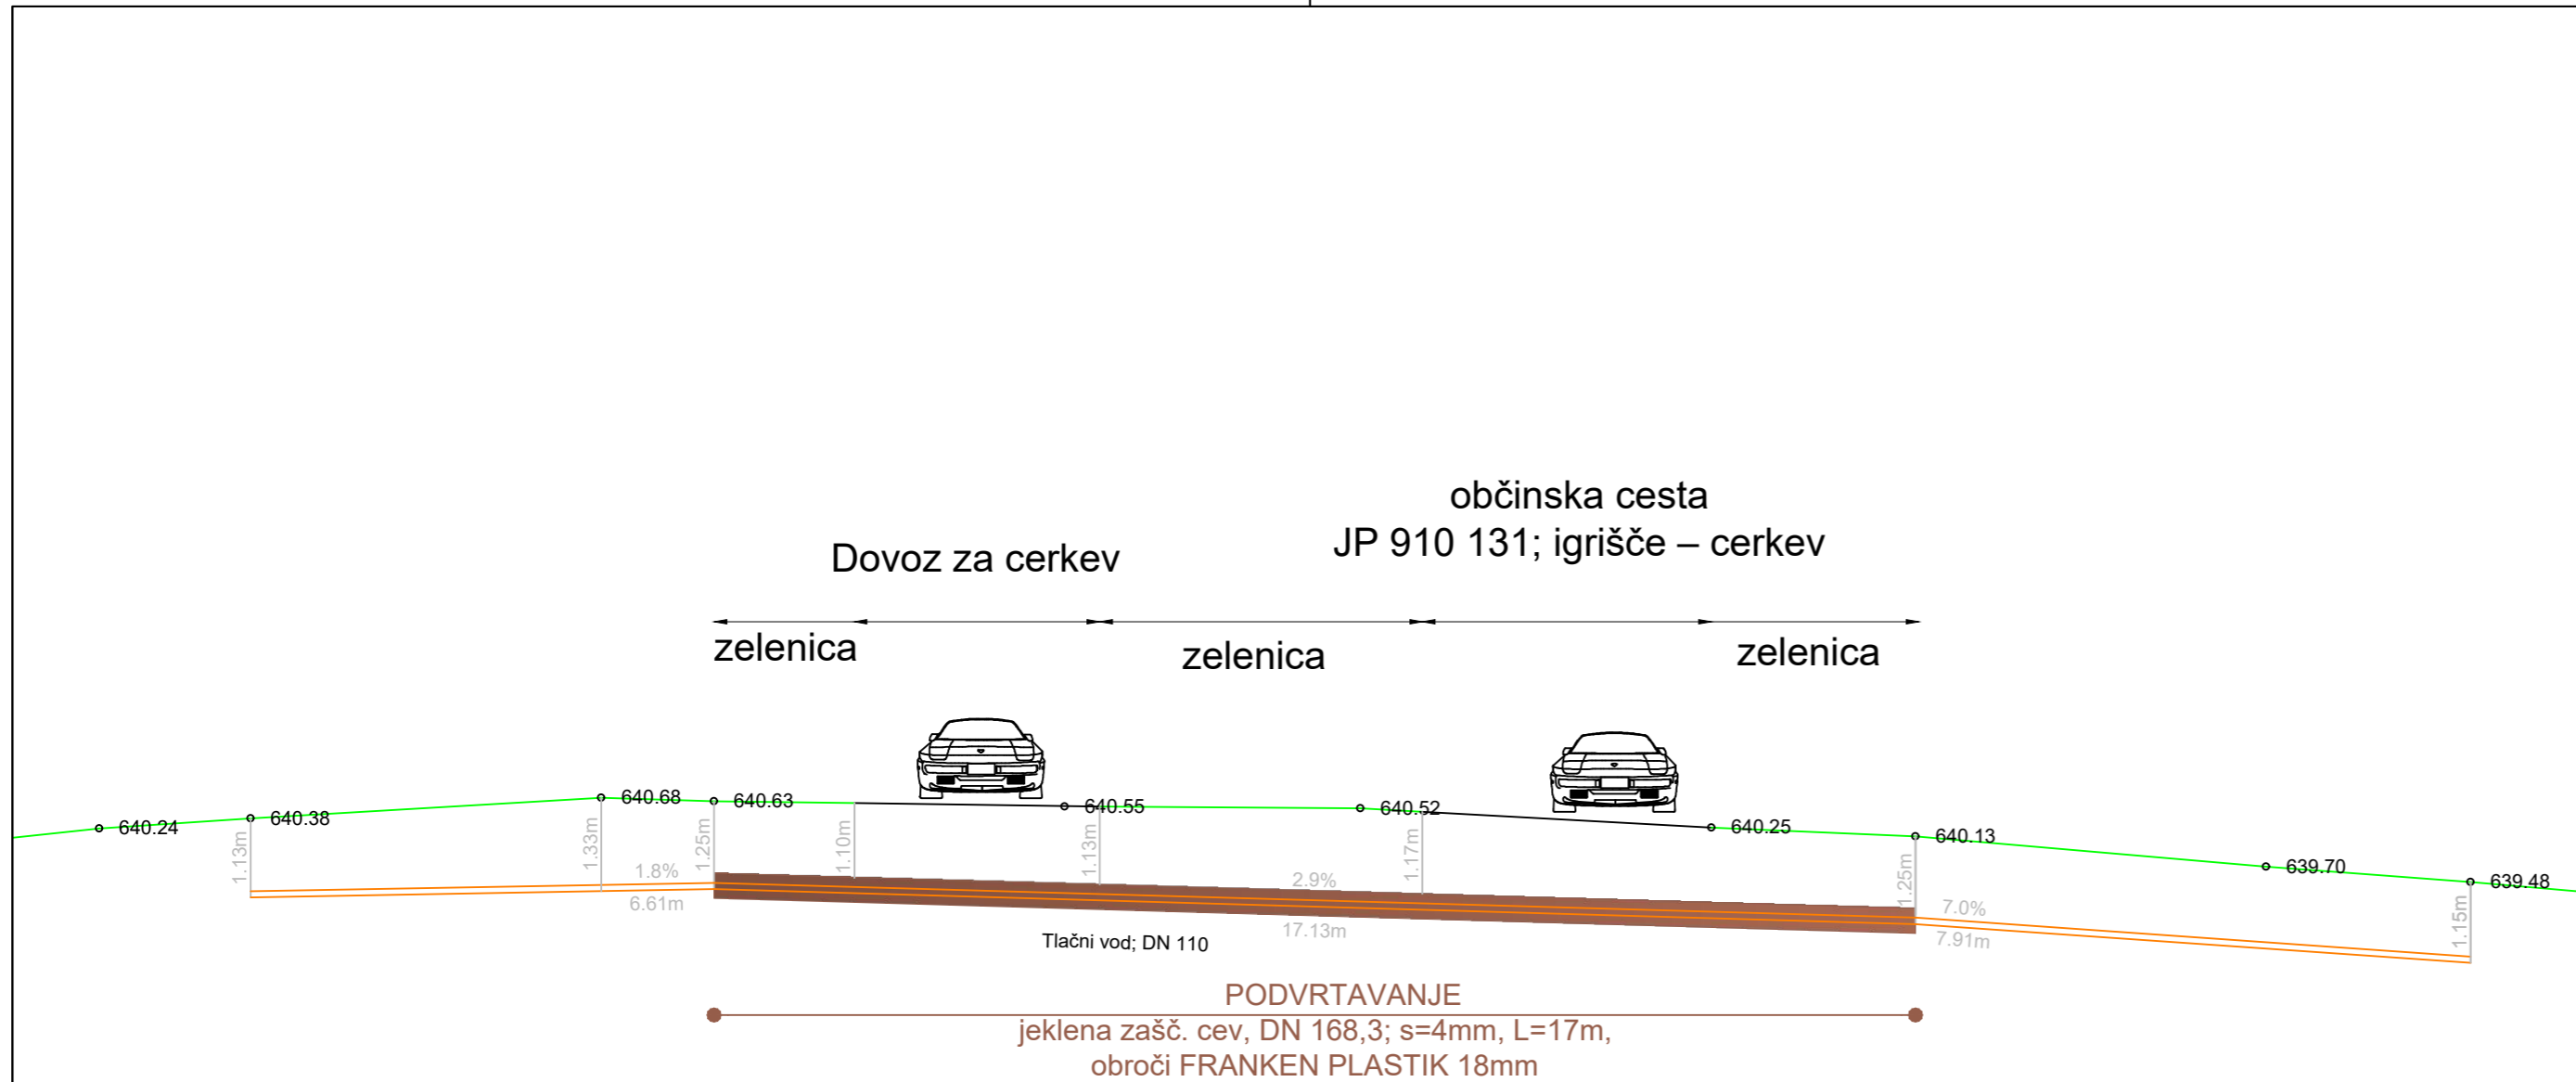 občinska cesta
JP 910 131; igrišče – cerkev
Dovoz za cerkev
zelenica
zelenica
zelenica
640.24
640.38
640.68
640.63
640.55
640.52
640.25
640.13
639.70
639.48
1.13m
1.33m
1.25m
1.10m
1.13m
1.17m
1.25m
1.15m
1.8%
6.61m
2.9%
17.13m
7.0%
7.91m
Tlačni vod; DN 110
PODVRTAVANJE
jeklena zašč. cev, DN 168,3; s=4mm, L=17m,
obroči FRANKEN PLASTIK 18mm